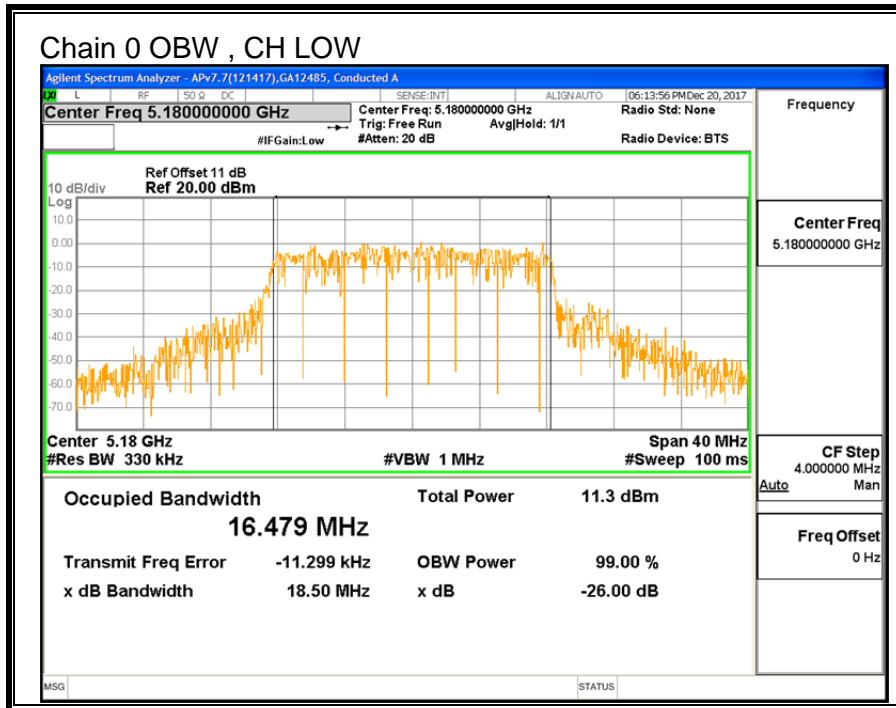 Chain 0 OBW , CH LOW
Agilent Spectrum Analyzer - APv7.7(121417),GA12485, Conducted A
LXI L RF 50 Ω DC SENSE:INT ALIGN AUTO 06:13:56 PM Dec 20, 2017
Center Freq 5.180000000 GHz
Center Freq: 5.180000000 GHz
Radio Std: None
Trig: Free Run Avg|Hold: 1/1
#IFGain:Low #Atten: 20 dB Radio Device: BTS
Ref Offset 11 dB
10 dB/div Ref 20.00 dBm
Log
10.0
0.00
-10.0
-20.0
-30.0
-40.0
-50.0
-60.0
-70.0
Center 5.18 GHz Span 40 MHz
#Res BW 330 kHz #VBW 1 MHz #Sweep 100 ms
Occupied Bandwidth Total Power 11.3 dBm
16.479 MHz
Transmit Freq Error -11.299 kHz OBW Power 99.00 %
x dB Bandwidth 18.50 MHz x dB -26.00 dB
MSG STATUS
Frequency
Center Freq
5.180000000 GHz
CF Step
4.000000 MHz
Auto Man
Freq Offset
0 Hz